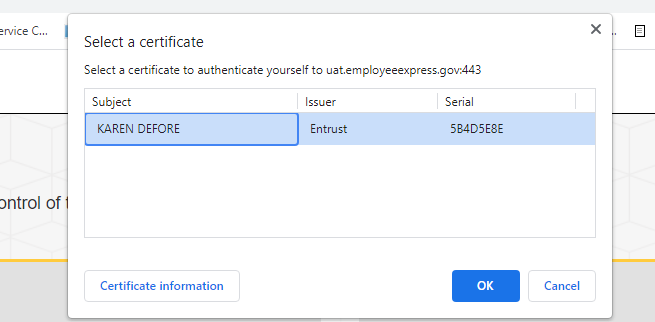 ervice C...
Select a certificate
Select a certificate to authenticate yourself to uat.employeeexpress.gov:443
Subject Issuer Serial
KAREN DEFORE Entrust 5B4D5E8E
ontrol of t
Certificate information OK Cancel